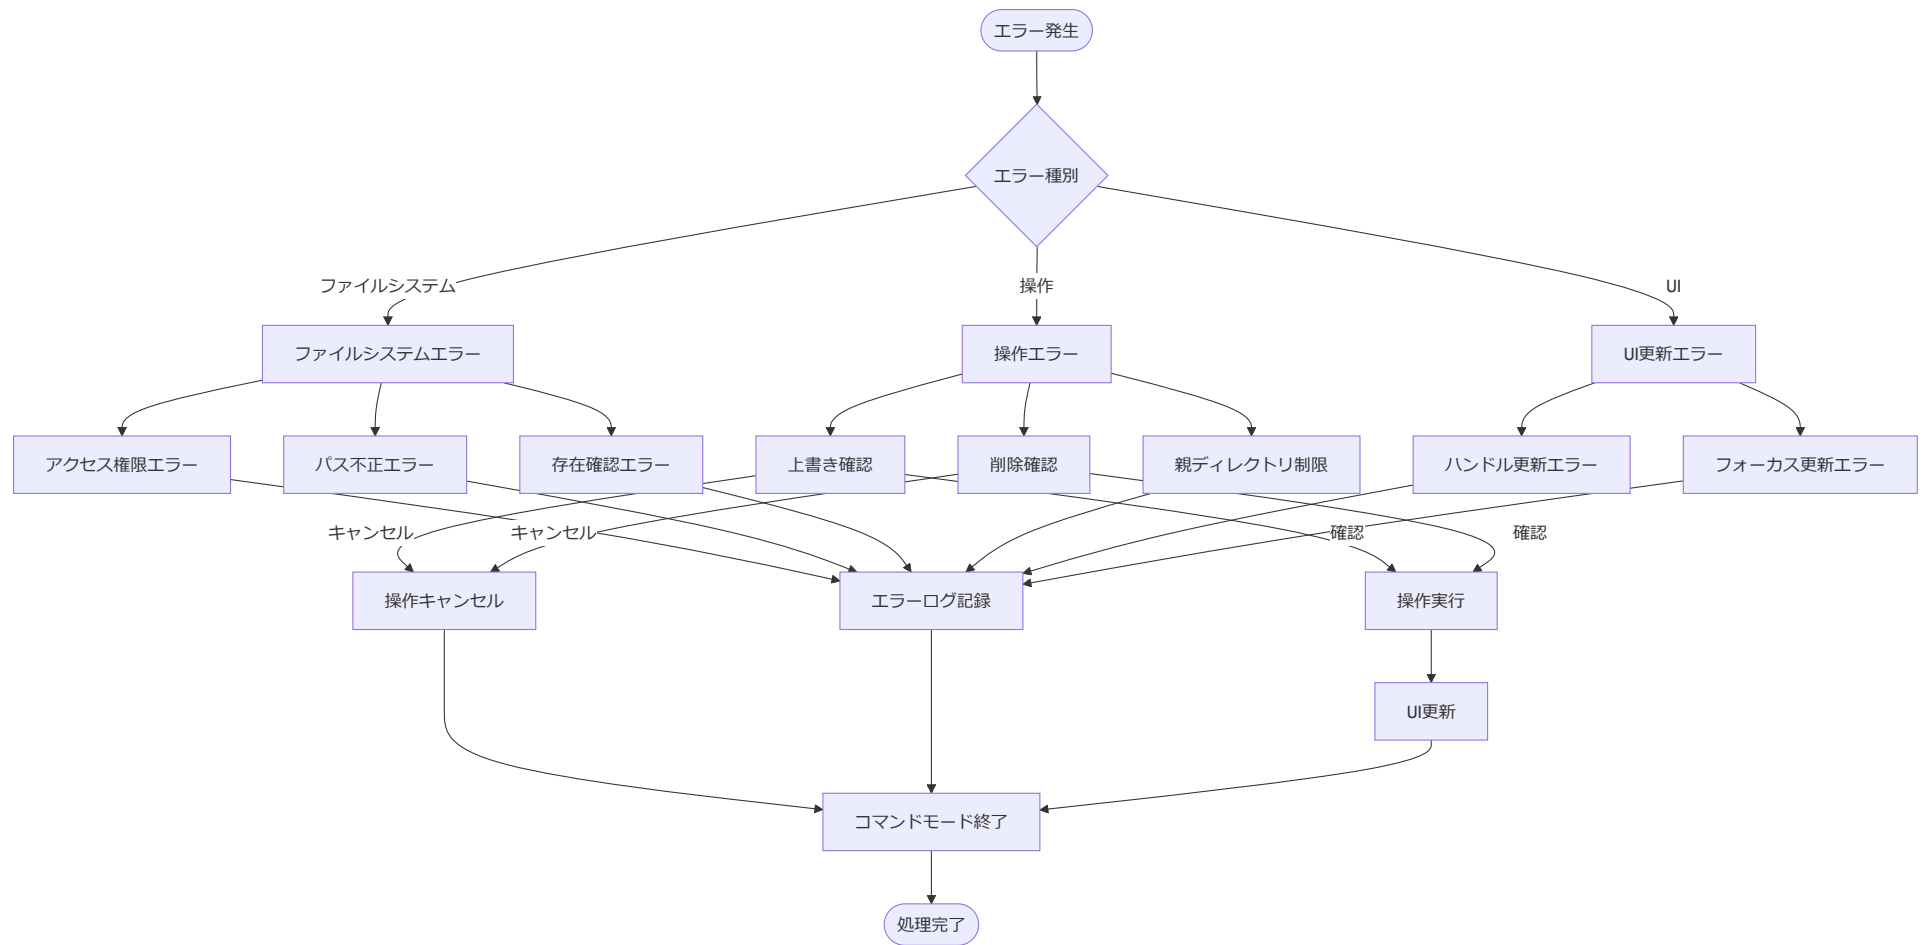 エラー発生
エラー種別
ファイルシステム
操作
UI
ファイルシステムエラー
操作エラー
UI更新エラー
アクセス権限エラー
パス不正エラー
存在確認エラー
上書き確認
削除確認
親ディレクトリ制限
ハンドル更新エラー
フォーカス更新エラー
キャンセル
キャンセル
確認
確認
操作キャンセル
エラーログ記録
操作実行
UI更新
コマンドモード終了
処理完了